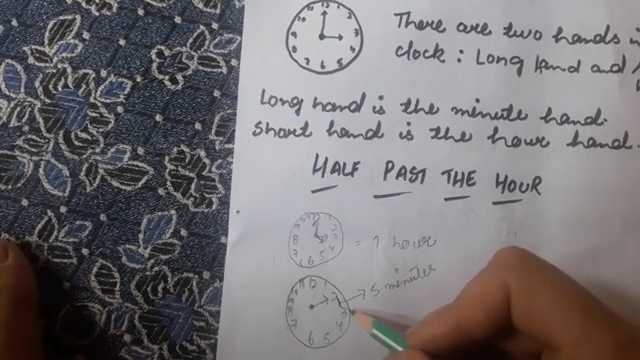 There are two hands i
clock : Long Hand and
Long hand is the minute hand.
Short hand is the hour hand.
HALF PAST THE HOUR
= 1 hour
5 minutes